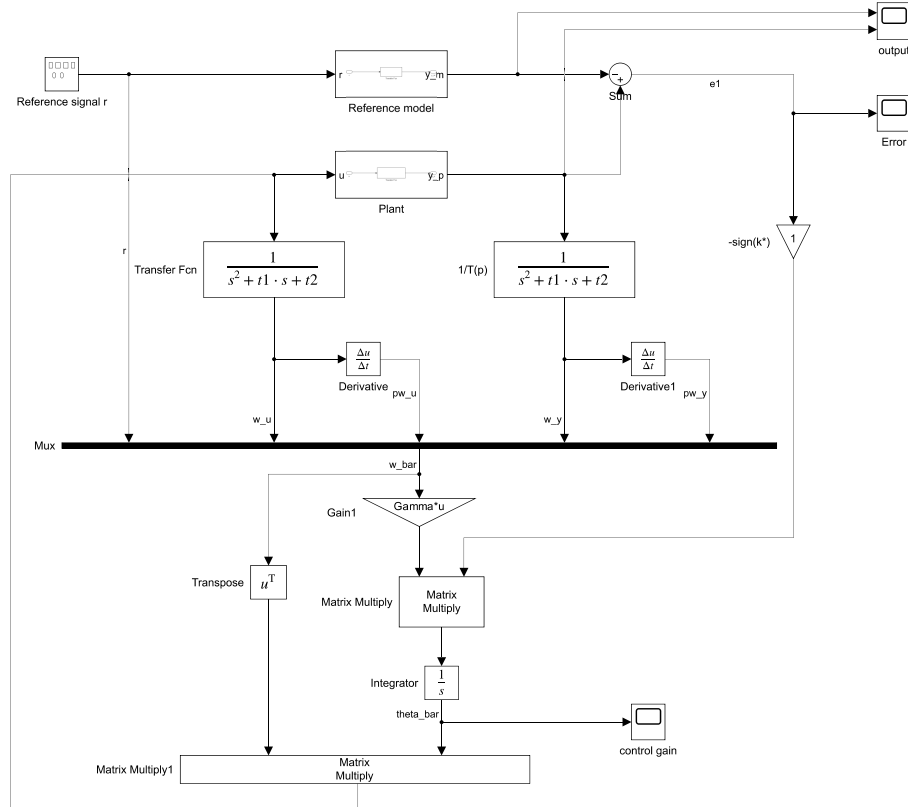 output
r
y_m
-
+
Reference signal r
Reference model
Sum
e1
Error
u
y_p
Plant
-sign(k*)
1
r
Transfer Fcn
1
s² + t1 · s + t2
1/T(p)
1
s² + t1 · s + t2
Δu
Δt
Δu
Δt
Derivative
Derivative1
pw_u
pw_y
w_u
w_y
Mux
w_bar
Gamma*u
Gain1
Transpose
uᵀ
Matrix Multiply
Matrix
Multiply
Integrator
1
s
theta_bar
control gain
Matrix Multiply1
Matrix
Multiply